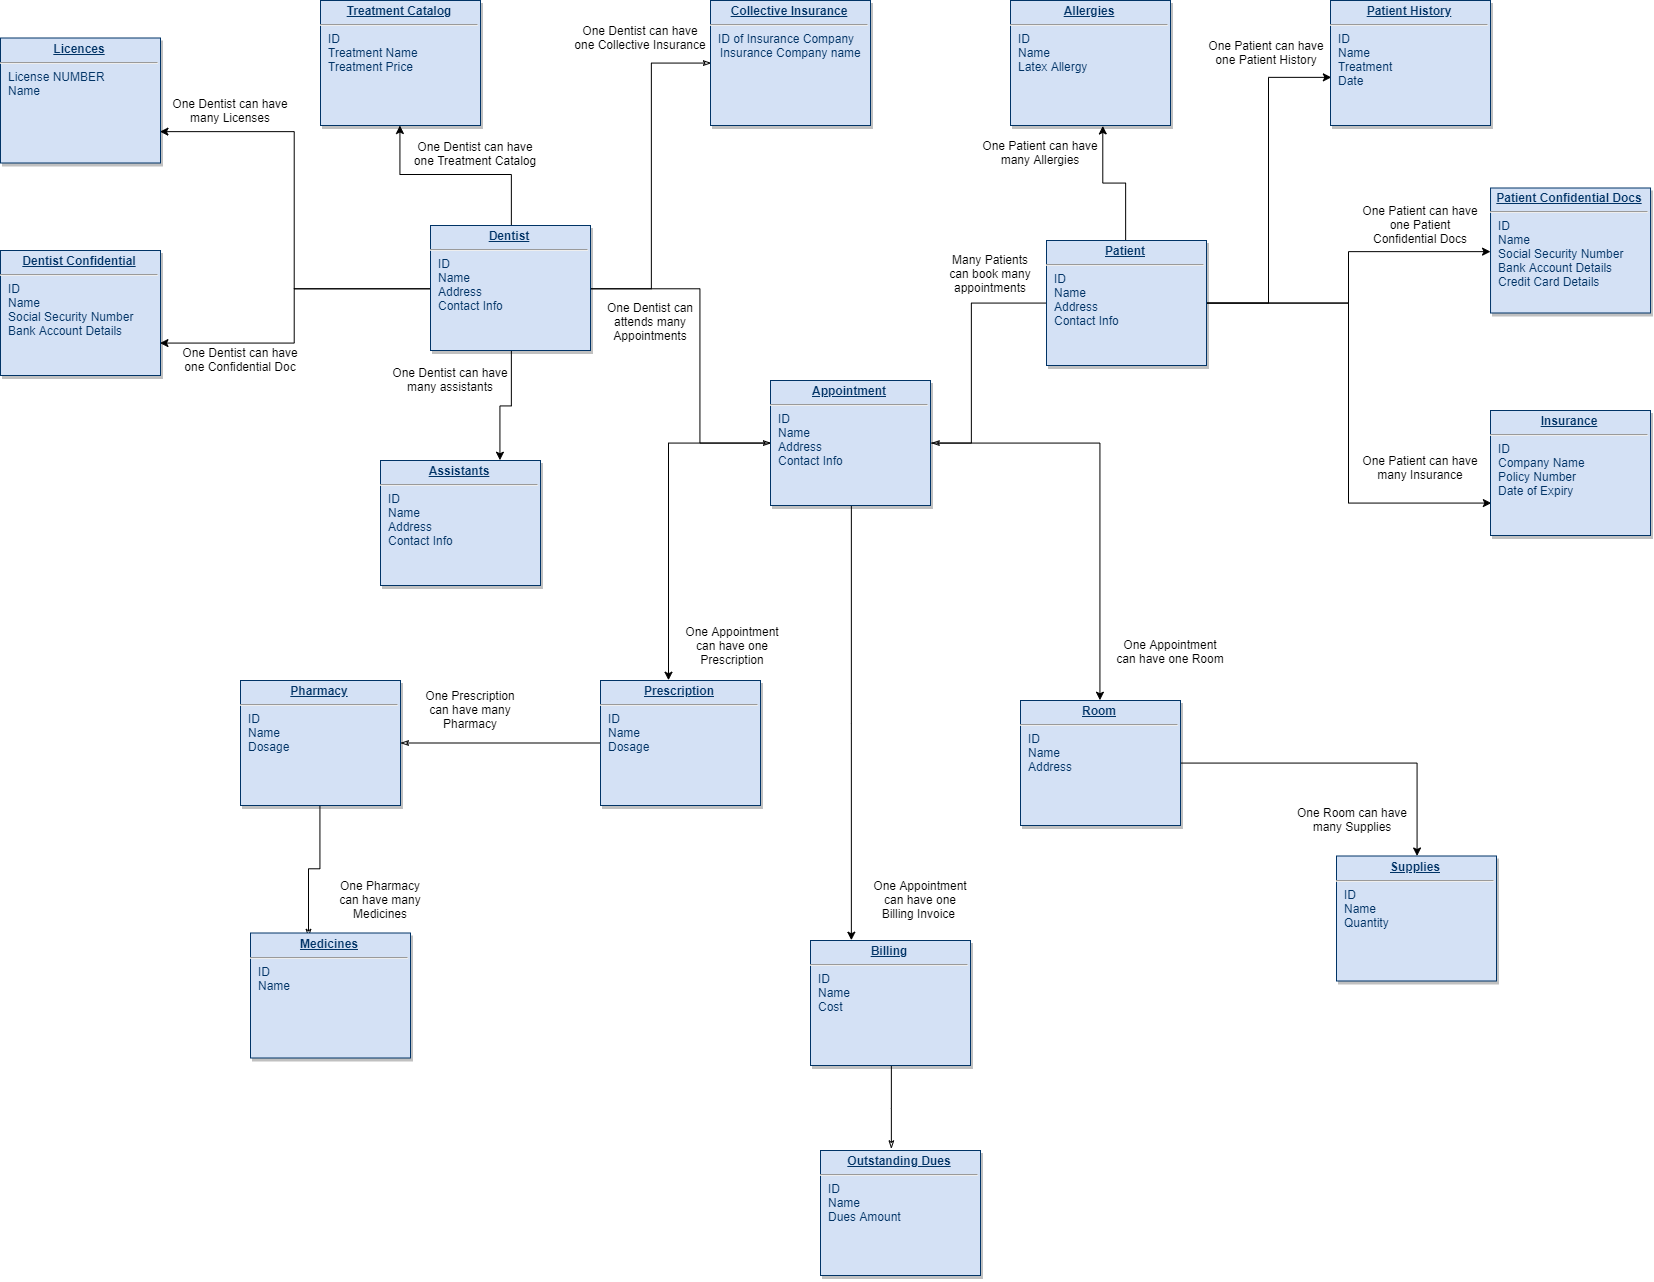 Treatment Catalog
ID
Treatment Name
Treatment Price
Collective Insurance
ID of Insurance Company
Insurance Company name
Allergies
ID
Name
Latex Allergy
Patient History
ID
Name
Treatment
Date
Licences
License NUMBER
Name
One Dentist can have
one Collective Insurance
One Patient can have
one Patient History
One Dentist can have
many Licenses
One Dentist can have
one Treatment Catalog
One Patient can have
many Allergies
Patient Confidential Docs
ID
Name
Social Security Number
Bank Account Details
Credit Card Details
One Patient can have
one Patient
Confidential Docs
Dentist
ID
Name
Address
Contact Info
Patient
ID
Name
Address
Contact Info
Dentist Confidential
ID
Name
Social Security Number
Bank Account Details
Many Patients
can book many
appointments
One Dentist can
attends many
Appointments
One Dentist can have
one Confidential Doc
One Dentist can have
many assistants
Appointment
ID
Name
Address
Contact Info
Insurance
ID
Company Name
Policy Number
Date of Expiry
One Patient can have
many Insurance
Assistants
ID
Name
Address
Contact Info
One Appointment
can have one
Prescription
One Appointment
can have one Room
Pharmacy
ID
Name
Dosage
One Prescription
can have many
Pharmacy
Prescription
ID
Name
Dosage
Room
ID
Name
Address
One Room can have
many Supplies
Supplies
ID
Name
Quantity
One Pharmacy
can have many
Medicines
One Appointment
can have one
Billing Invoice
Medicines
ID
Name
Billing
ID
Name
Cost
Outstanding Dues
ID
Name
Dues Amount